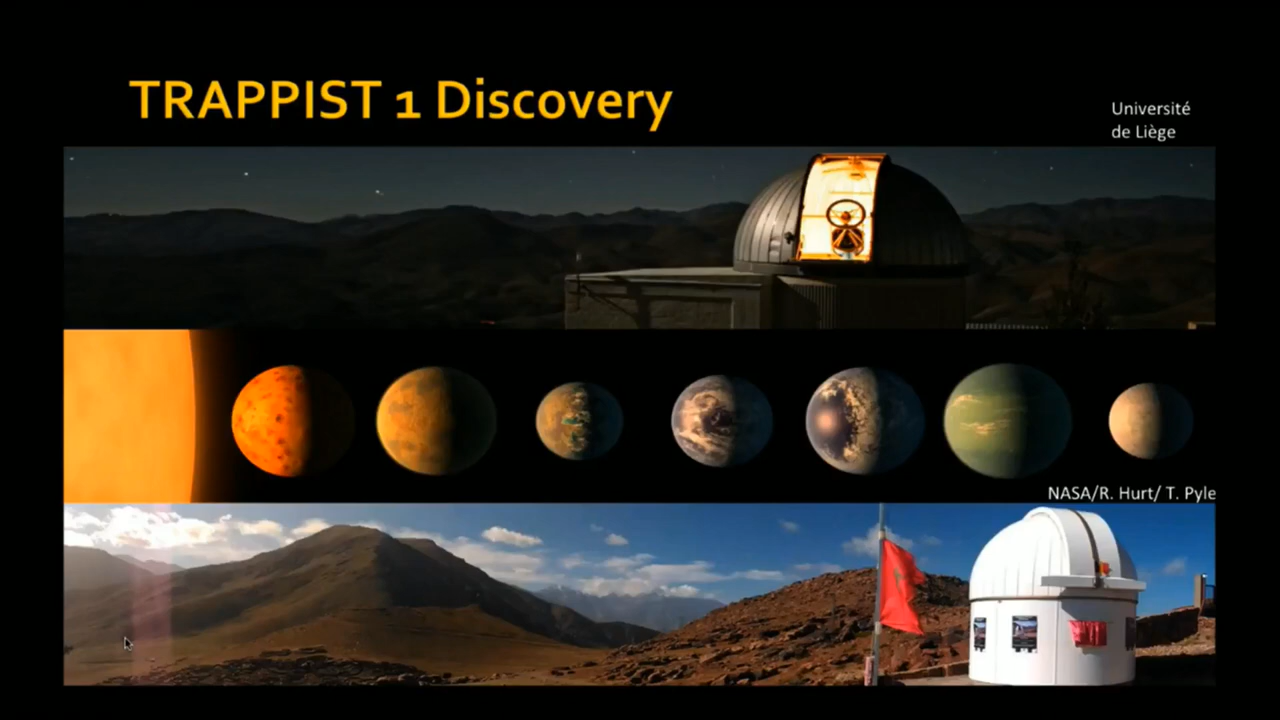 TRAPPIST 1 Discovery
Université
de Liège
NASA/R. Hurt/ T. Pyle